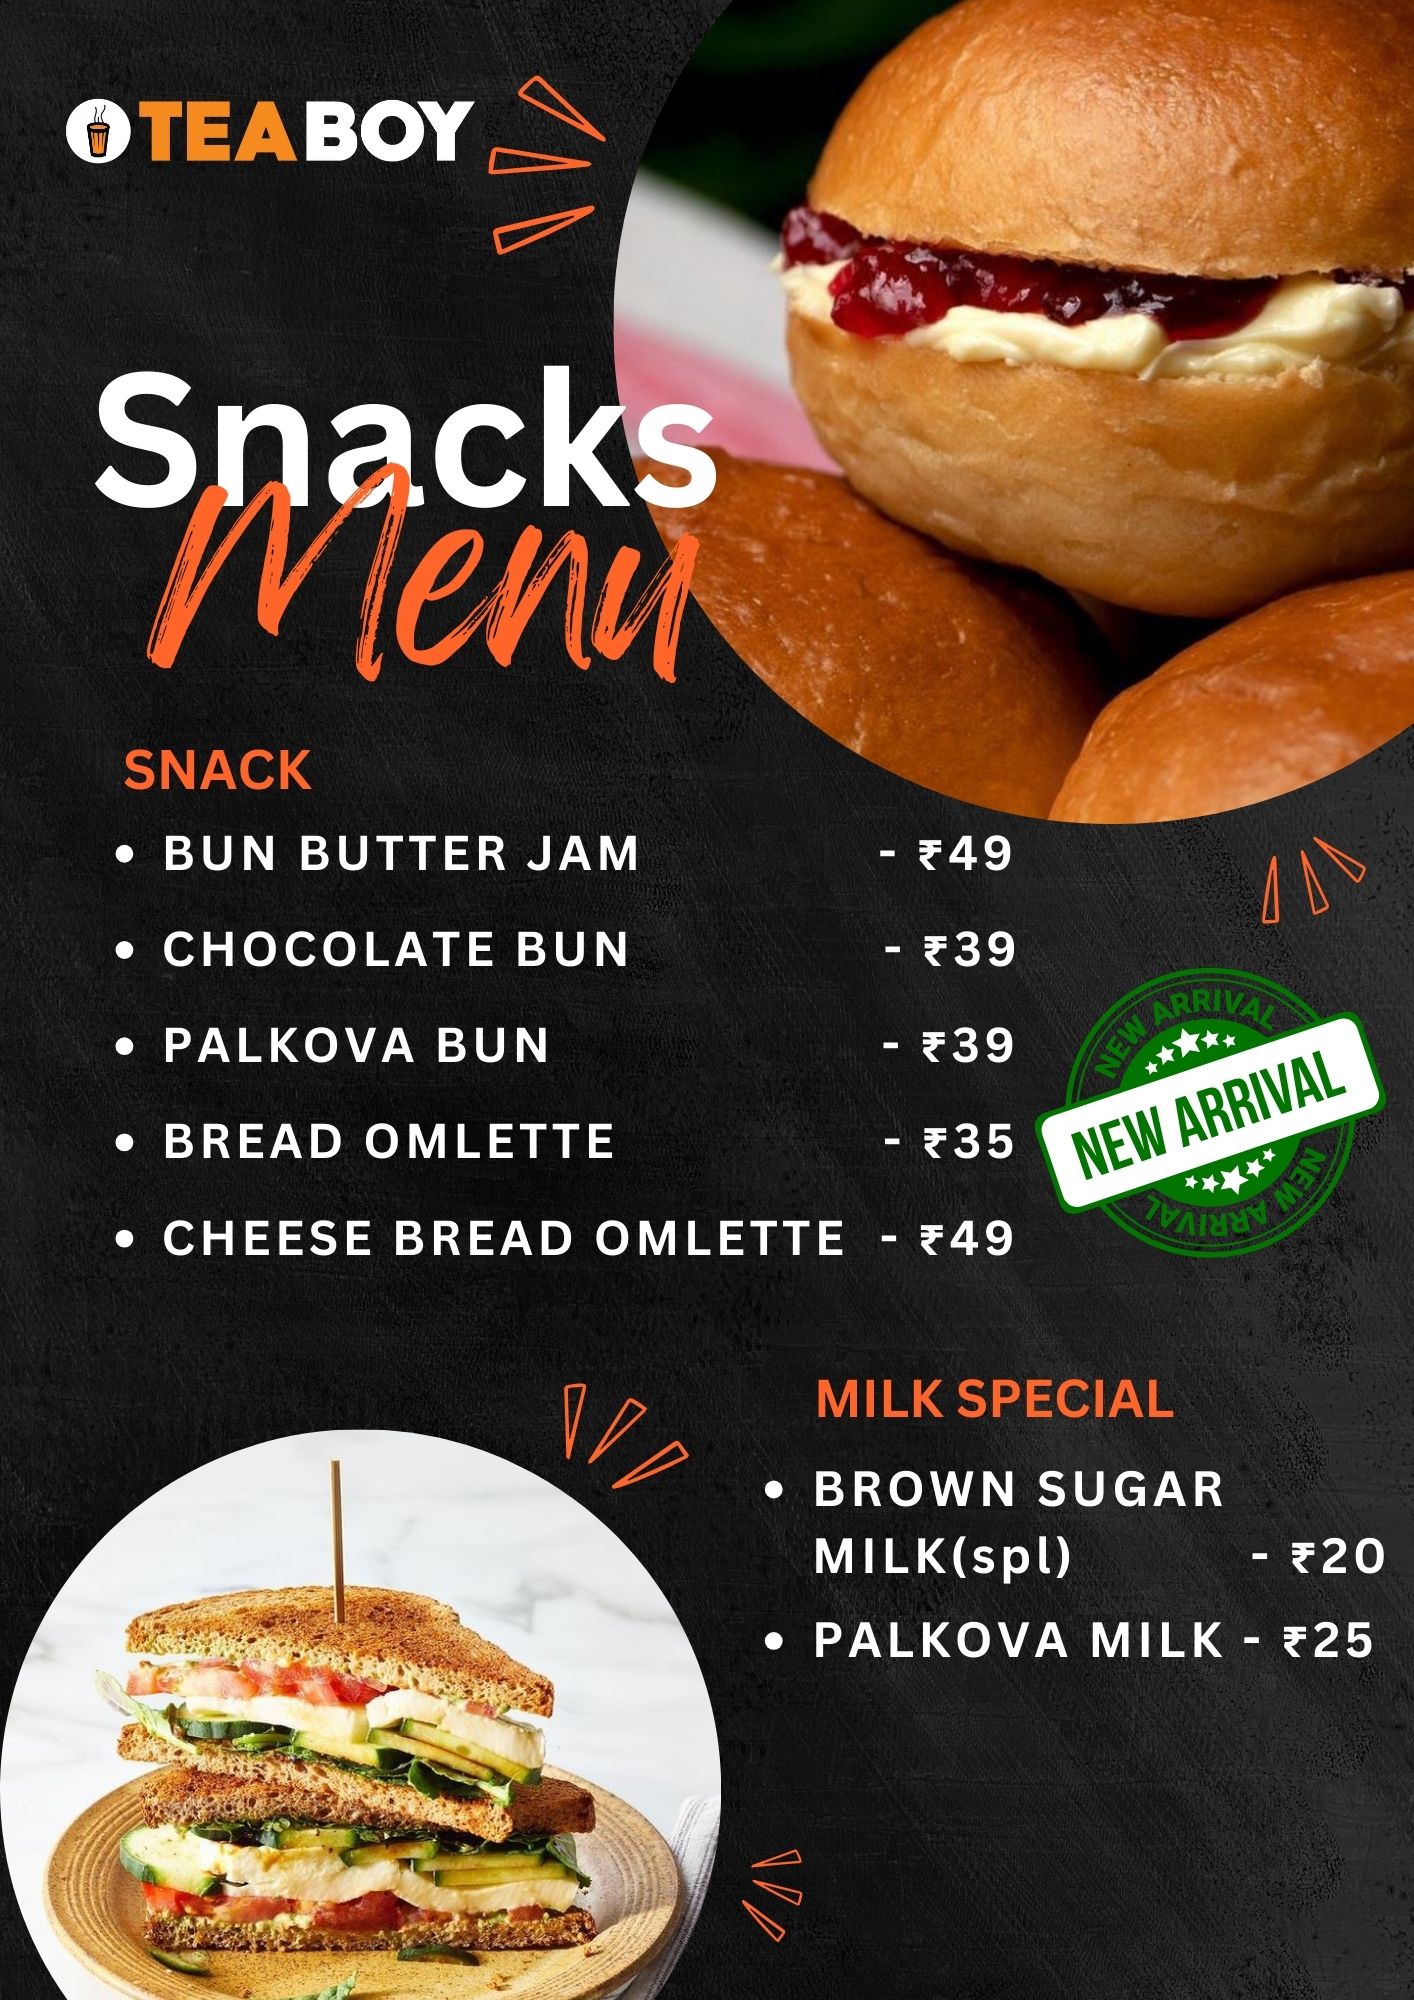 TEABOY
Snacks
Menu
SNACK
• BUN BUTTER JAM - ₹49
• CHOCOLATE BUN - ₹39
• PALKOVA BUN - ₹39
• BREAD OMLETTE - ₹35
• CHEESE BREAD OMLETTE - ₹49
NEW ARRIVAL
NEW ARRIVAL
NEW ARRIVAL
MILK SPECIAL
• BROWN SUGAR
MILK(spl) - ₹20
• PALKOVA MILK - ₹25